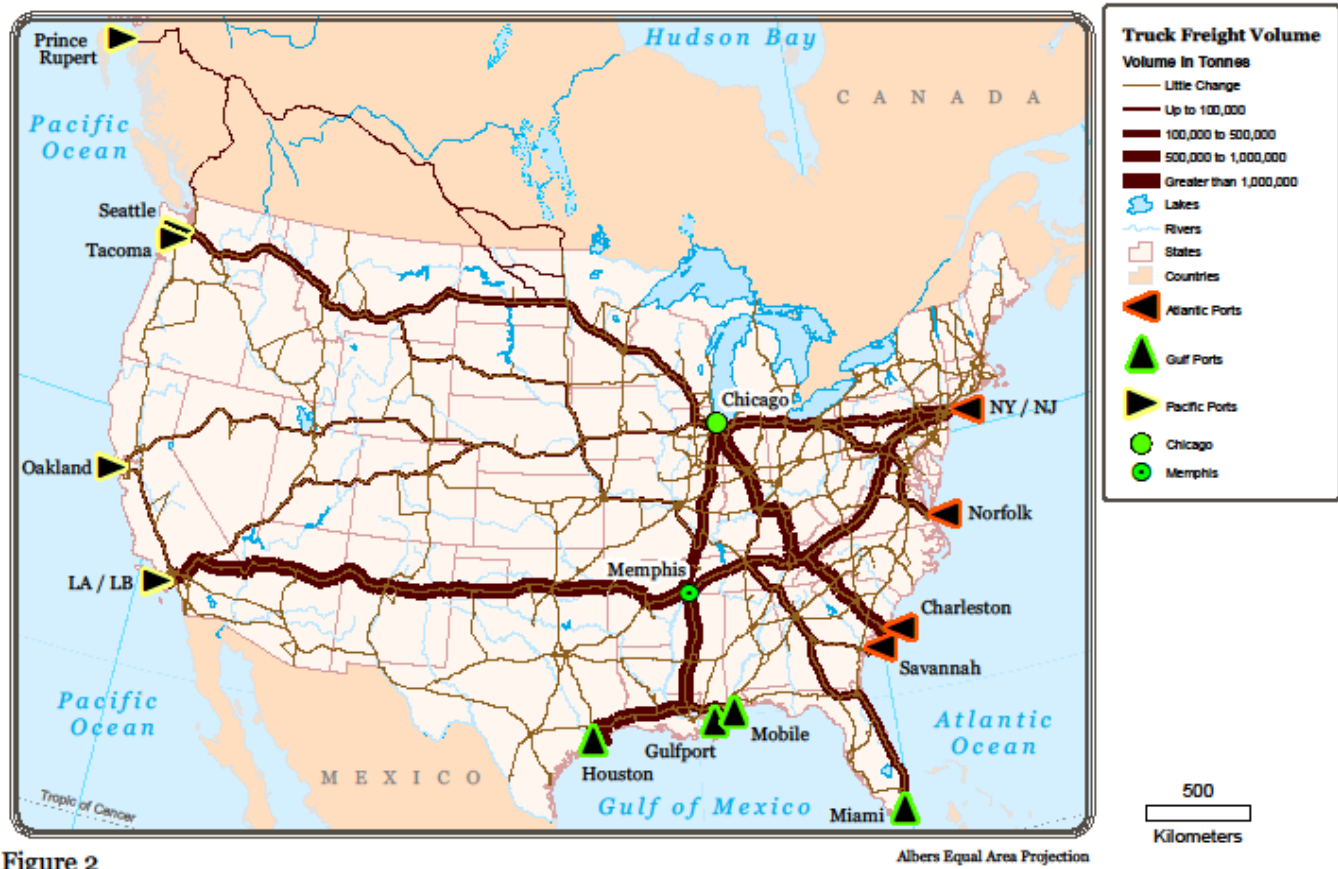 Prince
Rupert
Hudson Bay
CANADA
Pacific
Ocean
Seattle
Tacoma
Chicago
NY / NJ
Oakland
Norfolk
Memphis
LA / LB
Charleston
Savannah
Pacific
Ocean
Atlantic
Ocean
Mobile
Gulfport
Houston
MEXICO
Gulf of Mexico
Miami
Tropic of Cancer
Truck Freight Volume
Volume In Tonnes
Little Change
Up to 100,000
100,000 to 500,000
500,000 to 1,000,000
Greater than 1,000,000
Lakes
Rivers
States
Countries
Atlantic Ports
Gulf Ports
Pacific Ports
Chicago
Memphis
500
Kilometers
Figure 2
Albers Equal Area Projection